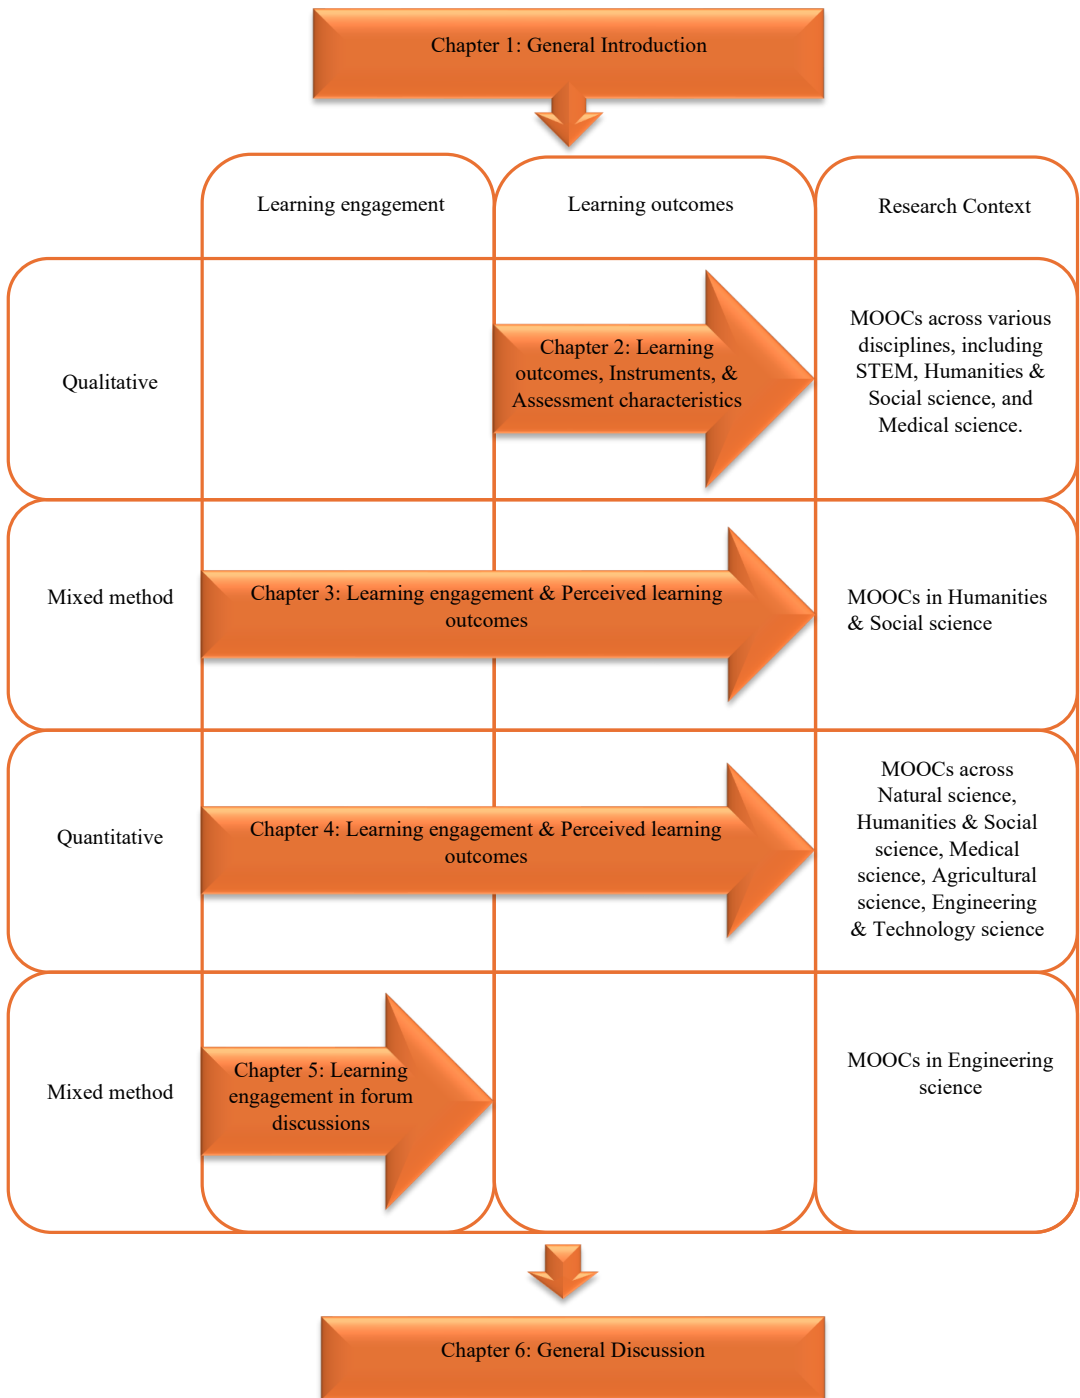 Chapter 1: General Introduction
Learning engagement
Learning outcomes
Research Context
Qualitative
Chapter 2: Learning
outcomes, Instruments, &
Assessment characteristics
MOOCs across various
disciplines, including
STEM, Humanities &
Social science, and
Medical science.
Mixed method
Chapter 3: Learning engagement & Perceived learning
outcomes
MOOCs in Humanities
& Social science
Quantitative
Chapter 4: Learning engagement & Perceived learning
outcomes
MOOCs across
Natural science,
Humanities & Social
science, Medical
science, Agricultural
science, Engineering
& Technology science
Mixed method
Chapter 5: Learning
engagement in forum
discussions
MOOCs in Engineering
science
Chapter 6: General Discussion